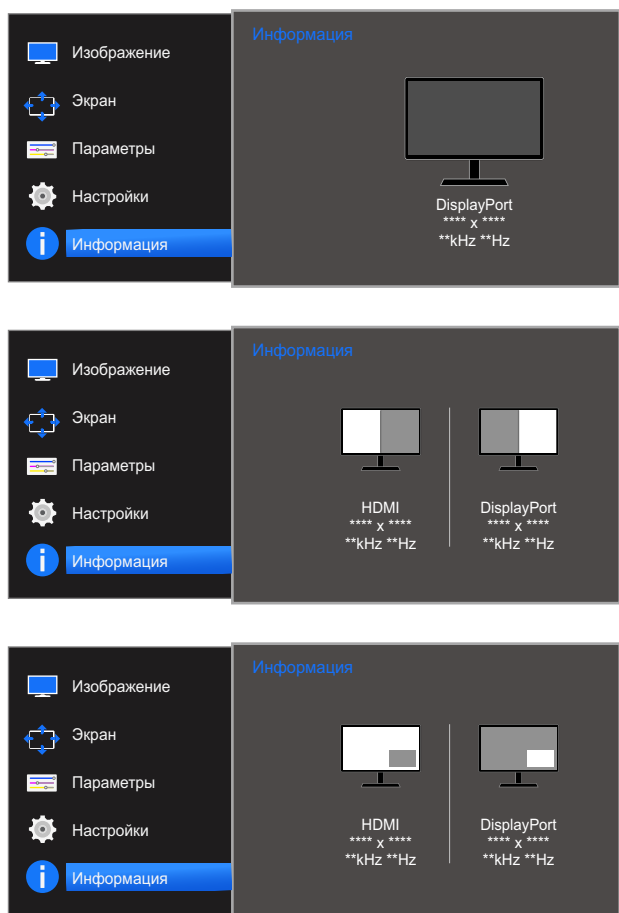 Информация
Изображение
Экран
Параметры
Настройки
Информация
DisplayPort
**** x ****
**kHz **Hz
Информация
Изображение
Экран
Параметры
Настройки
Информация
HDMI
**** x ****
**kHz **Hz
DisplayPort
**** x ****
**kHz **Hz
Информация
Изображение
Экран
Параметры
Настройки
Информация
HDMI
**** x ****
**kHz **Hz
DisplayPort
**** x ****
**kHz **Hz